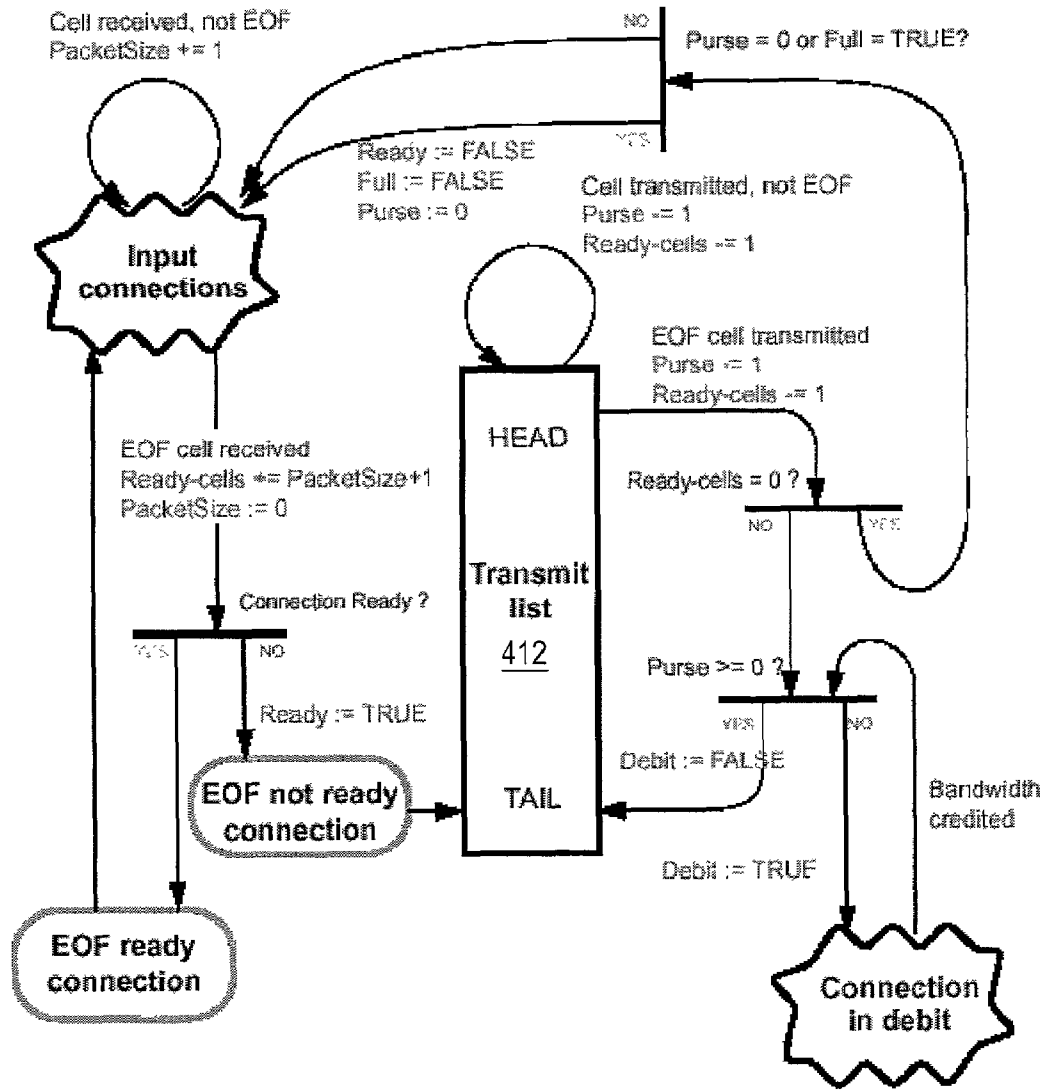 Cell received, not EOF
PacketSize += 1
NO
Purse = 0 or Full = TRUE?
YES
Ready := FALSE
Full := FALSE
Purse := 0
Cell transmitted, not EOF
Purse -= 1
Ready-cells -= 1
Input
connections
EOF cell transmitted
Purse -= 1
Ready-cells -= 1
HEAD
EOF cell received
Ready-cells += PacketSize+1
PacketSize := 0
Ready-cells = 0 ?
NO
YES
Transmit
list
412
Connection Ready ?
YES
NO
Purse >= 0 ?
YES
NO
Ready := TRUE
Debit := FALSE
EOF not ready
connection
TAIL
Bandwidth
credited
Debit := TRUE
EOF ready
connection
Connection
in debit